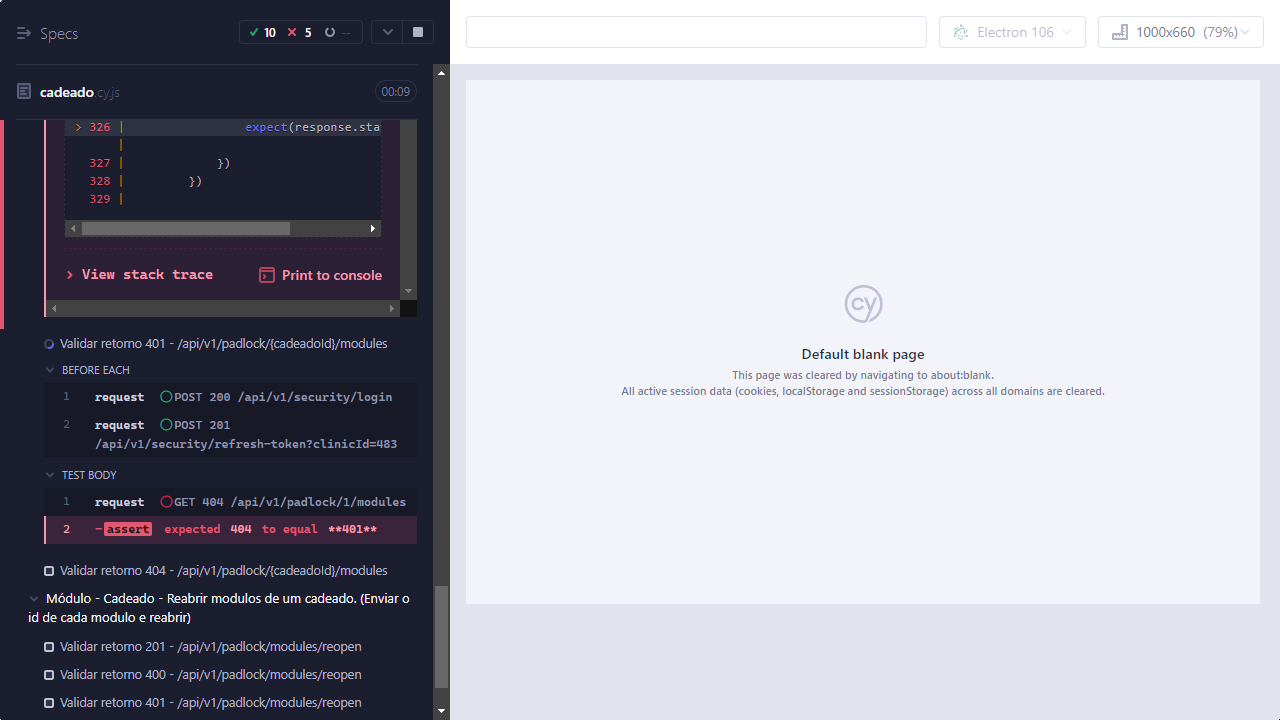 Specs
10
5
--
cadeado.cy.js
00:09
> 326 | expect(response.sta
|
327 | })
328 | })
329 |
View stack trace
Print to console
Validar retorno 401 - /api/v1/padlock/{cadeadoId}/modules
BEFORE EACH
1 request POST 200 /api/v1/security/login
2 request POST 201
/api/v1/security/refresh-token?clinicId=483
TEST BODY
1 request GET 404 /api/v1/padlock/1/modules
2 -assert expected 404 to equal **401**
Validar retorno 404 - /api/v1/padlock/{cadeadoId}/modules
Módulo - Cadeado - Reabrir modulos de um cadeado. (Enviar o
id de cada modulo e reabrir)
Validar retorno 201 - /api/v1/padlock/modules/reopen
Validar retorno 400 - /api/v1/padlock/modules/reopen
Validar retorno 401 - /api/v1/padlock/modules/reopen
Electron 106
1000x660 (79%)
cy
Default blank page
This page was cleared by navigating to about:blank.
All active session data (cookies, localStorage and sessionStorage) across all domains are cleared.